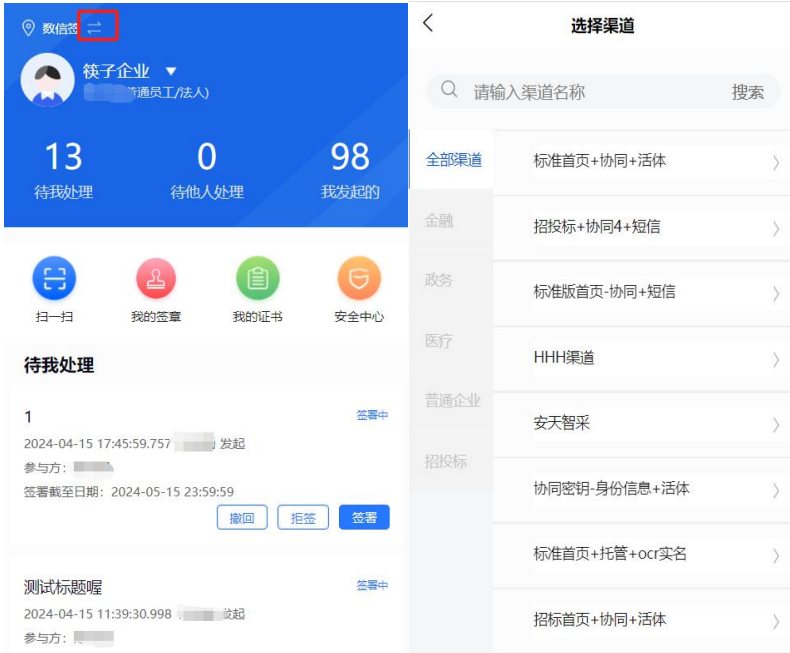 数信签
筷子企业
普通员工/法人)
13
0
98
待我处理
待他人处理
我发起的
扫一扫
我的签章
我的证书
安全中心
待我处理
1
签署中
2024-04-15 17:45:59.757 发起
参与方：
签署截至日期：2024-05-15 23:59:59
撤回
拒签
签署
测试标题喔
签署中
2024-04-15 11:39:30.998 发起
参与方：
选择渠道
请输入渠道名称
搜索
全部渠道
金融
政务
医疗
普通企业
招投标
标准首页+协同+活体
招投标+协同4+短信
标准版首页-协同+短信
HHH渠道
安天智采
协同密钥-身份信息+活体
标准首页+托管+ocr实名
招标首页+协同+活体